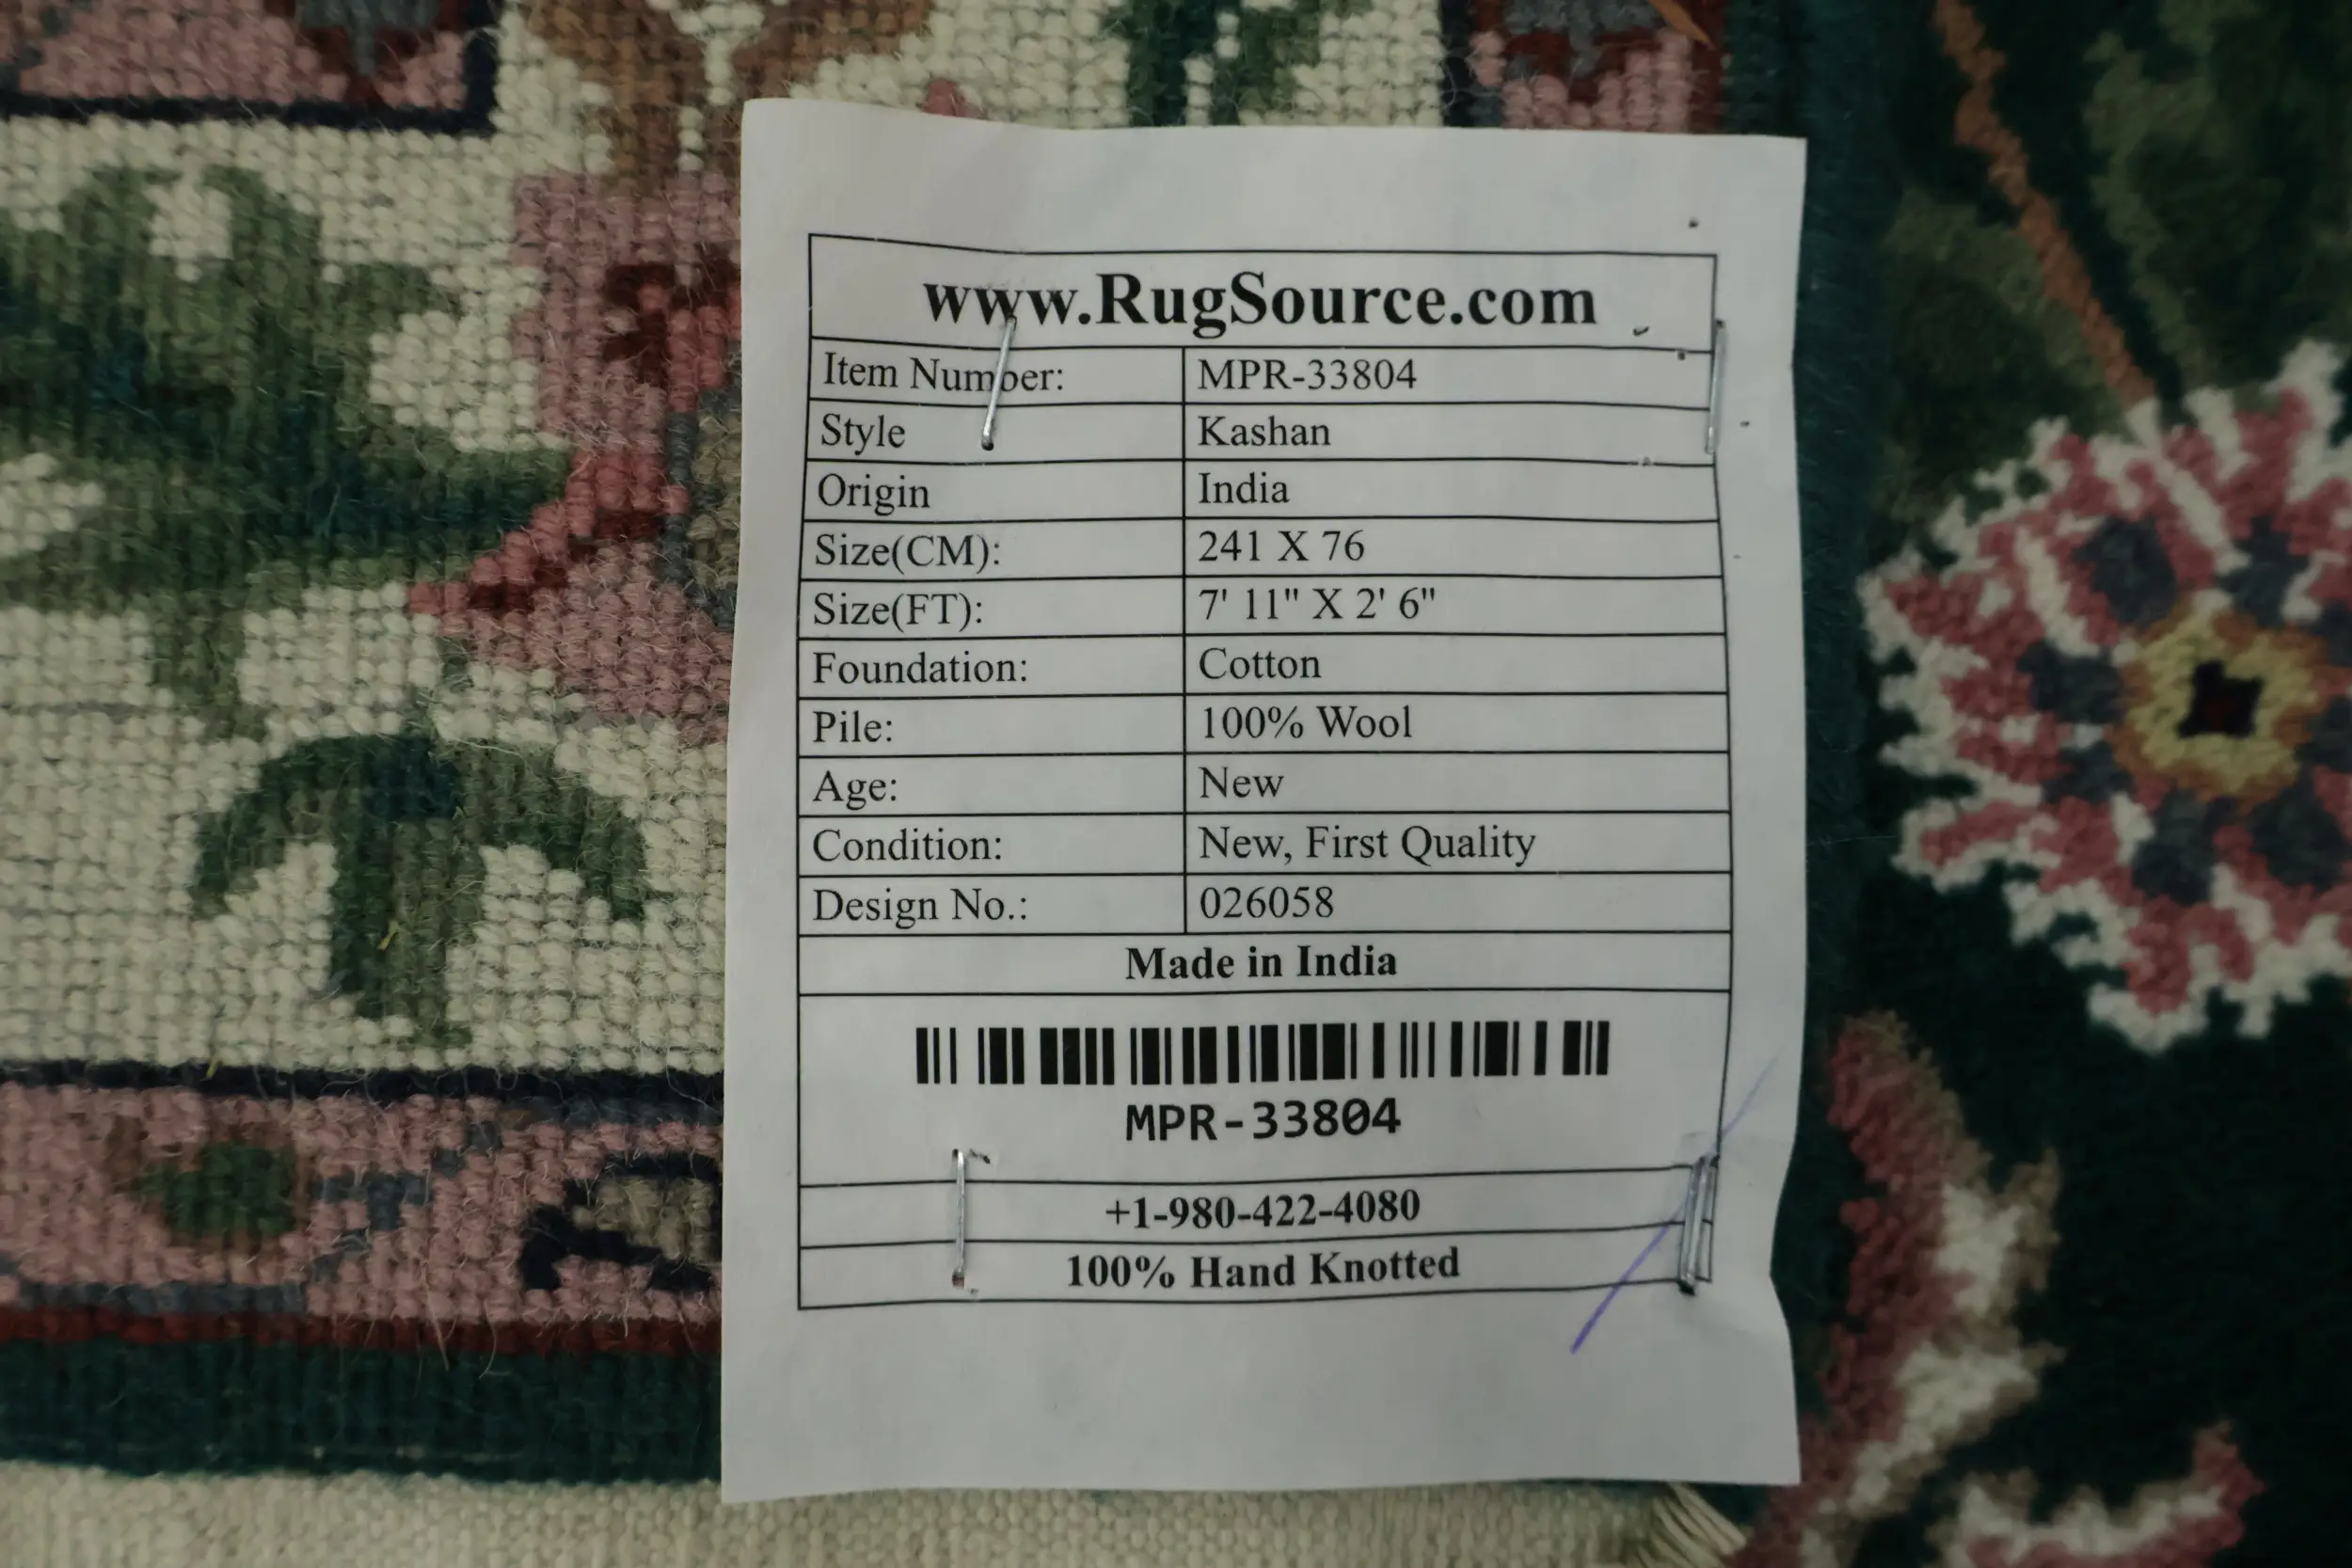 www.RugSource.com
Item Number: MPR-33804
Style Kashan
Origin India
Size(CM): 241 X 76
Size(FT): 7' 11" X 2' 6"
Foundation: Cotton
Pile: 100% Wool
Age: New
Condition: New, First Quality
Design No.: 026058
Made in India
MPR-33804
+1-980-422-4080
100% Hand Knotted